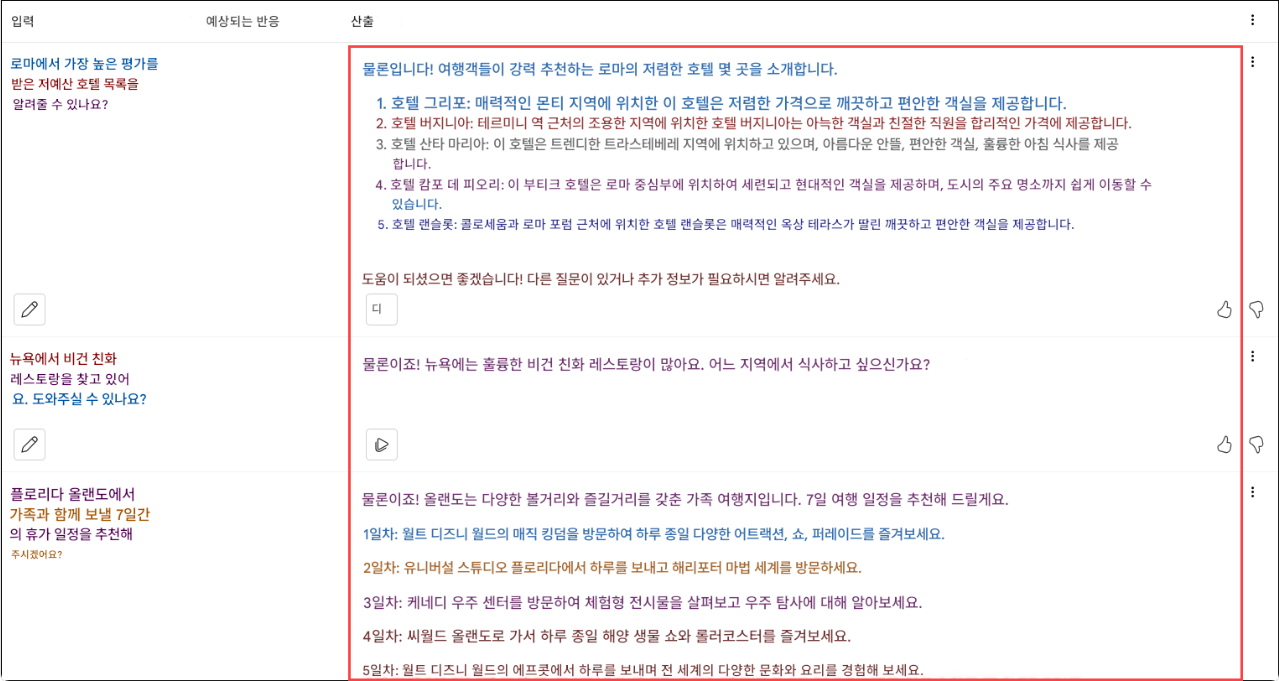 입력 예상되는 반응 산출
로마에서 가장 높은 평가를
받은 저예산 호텔 목록을
알려줄 수 있나요?
물론입니다! 여행객들이 강력 추천하는 로마의 저렴한 호텔 몇 곳을 소개합니다.
1. 호텔 그리포: 매력적인 몬티 지역에 위치한 이 호텔은 저렴한 가격으로 깨끗하고 편안한 객실을 제공합니다.
2. 호텔 버지니아: 테르미니 역 근처의 조용한 지역에 위치한 호텔 버지니아는 아늑한 객실과 친절한 직원을 합리적인 가격에 제공합니다.
3. 호텔 산타 마리아: 이 호텔은 트렌디한 트라스테베레 지역에 위치하고 있으며, 아름다운 안뜰, 편안한 객실, 훌륭한 아침 식사를 제공
합니다.
4. 호텔 캄포 데 피오리: 이 부티크 호텔은 로마 중심부에 위치하여 세련되고 현대적인 객실을 제공하며, 도시의 주요 명소까지 쉽게 이동할 수
있습니다.
5. 호텔 랜슬롯: 콜로세움과 로마 포럼 근처에 위치한 호텔 랜슬롯은 매력적인 옥상 테라스가 딸린 깨끗하고 편안한 객실을 제공합니다.
도움이 되셨으면 좋겠습니다! 다른 질문이 있거나 추가 정보가 필요하시면 알려주세요.
디
뉴욕에서 비건 친화
레스토랑을 찾고 있어
요. 도와주실 수 있나요?
물론이죠! 뉴욕에는 훌륭한 비건 친화 레스토랑이 많아요. 어느 지역에서 식사하고 싶으신가요?
플로리다 올랜도에서
가족과 함께 보낼 7일간
의 휴가 일정을 추천해
주시겠어요?
물론이죠! 올랜도는 다양한 볼거리와 즐길거리를 갖춘 가족 여행지입니다. 7일 여행 일정을 추천해 드릴게요.
1일차: 월트 디즈니 월드의 매직 킹덤을 방문하여 하루 종일 다양한 어트랙션, 쇼, 퍼레이드를 즐겨보세요.
2일차: 유니버설 스튜디오 플로리다에서 하루를 보내고 해리포터 마법 세계를 방문하세요.
3일차: 케네디 우주 센터를 방문하여 체험형 전시물을 살펴보고 우주 탐사에 대해 알아보세요.
4일차: 씨월드 올랜도로 가서 하루 종일 해양 생물 쇼와 롤러코스터를 즐겨보세요.
5일차: 월트 디즈니 월드의 에프콧에서 하루를 보내며 전 세계의 다양한 문화와 요리를 경험해 보세요.